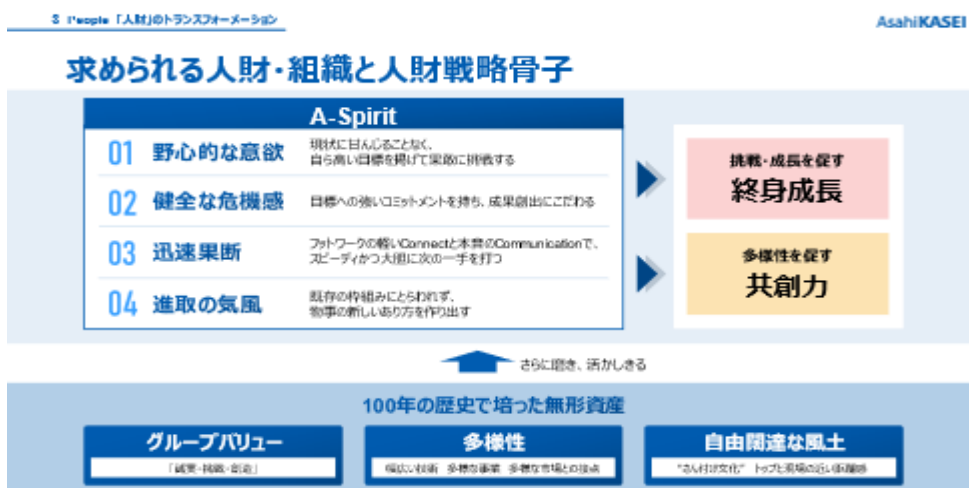 3 People 「人財」のトランスフォーメーション
AsahiKASEI
求められる人財・組織と人財戦略骨子
A-Spirit
01 野心的な意欲
現状に甘んじることなく、
自ら高い目標を掲げて果敢に挑戦する
02 健全な危機感
目標への強いコミットメントを持ち、成果創出にこだわる
03 迅速果断
フットワークの軽いConnectと本音のCommunicationで、
スピーディかつ大胆に次の一手を打つ
04 進取の気風
既存の枠組みにとらわれず、
物事の新しいあり方を作り出す
挑戦・成長を促す
終身成長
多様性を促す
共創力
さらに磨き、活かしきる
100年の歴史で培った無形資産
グループバリュー
「誠実・挑戦・創造」
多様性
幅広い技術 多様な事業 多様な市場との接点
自由闊達な風土
“さん付け文化” トップと現場の近い距離感